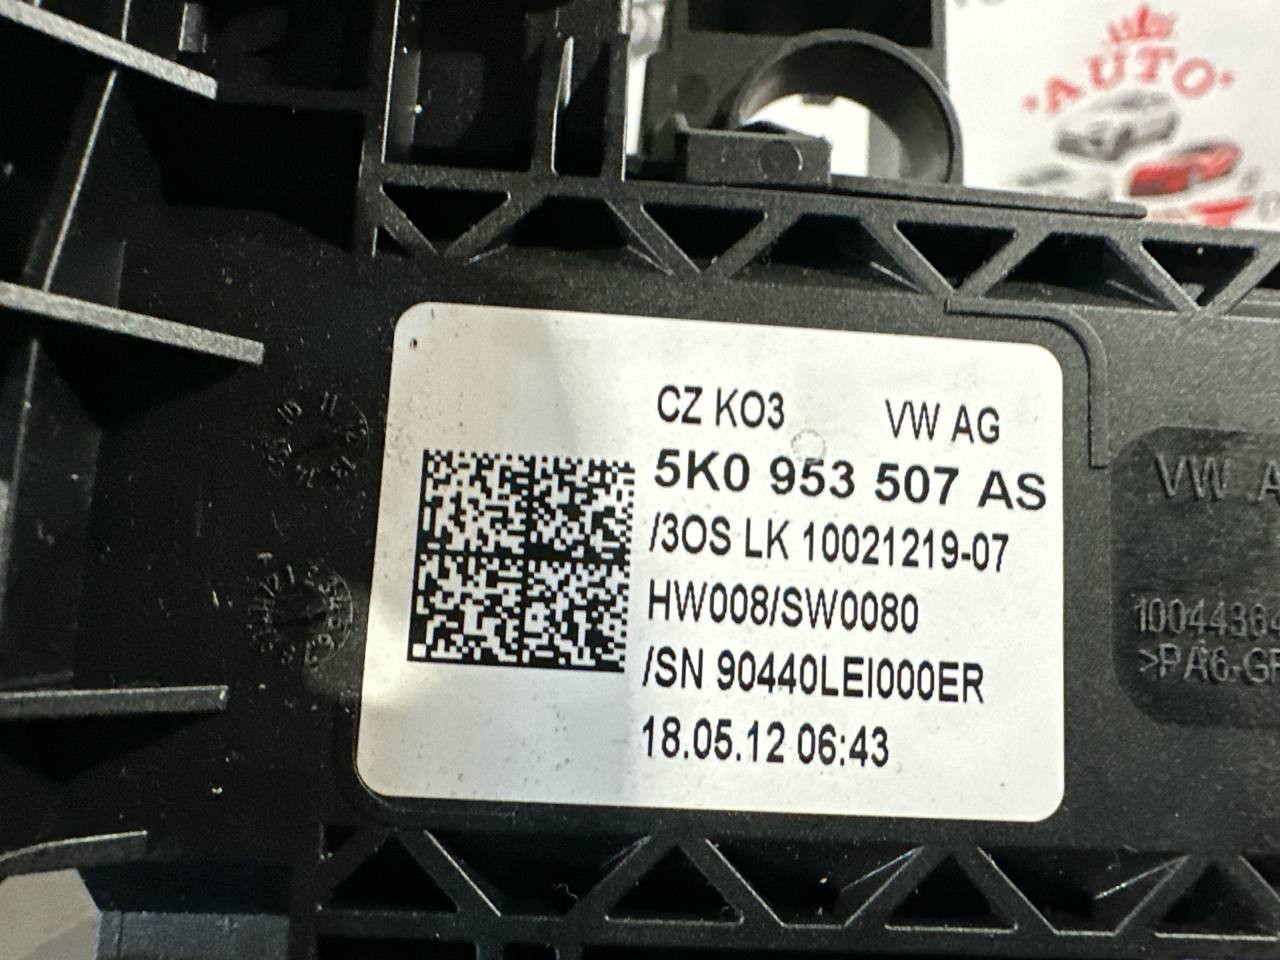 AUTO
CZ KO3 VW AG
5K0 953 507 AS
/3OS LK 10021219-07
HW008/SW0080
/SN 90440LEI000ER
18.05.12 06:43
VW A
1004436
>PA6-GF